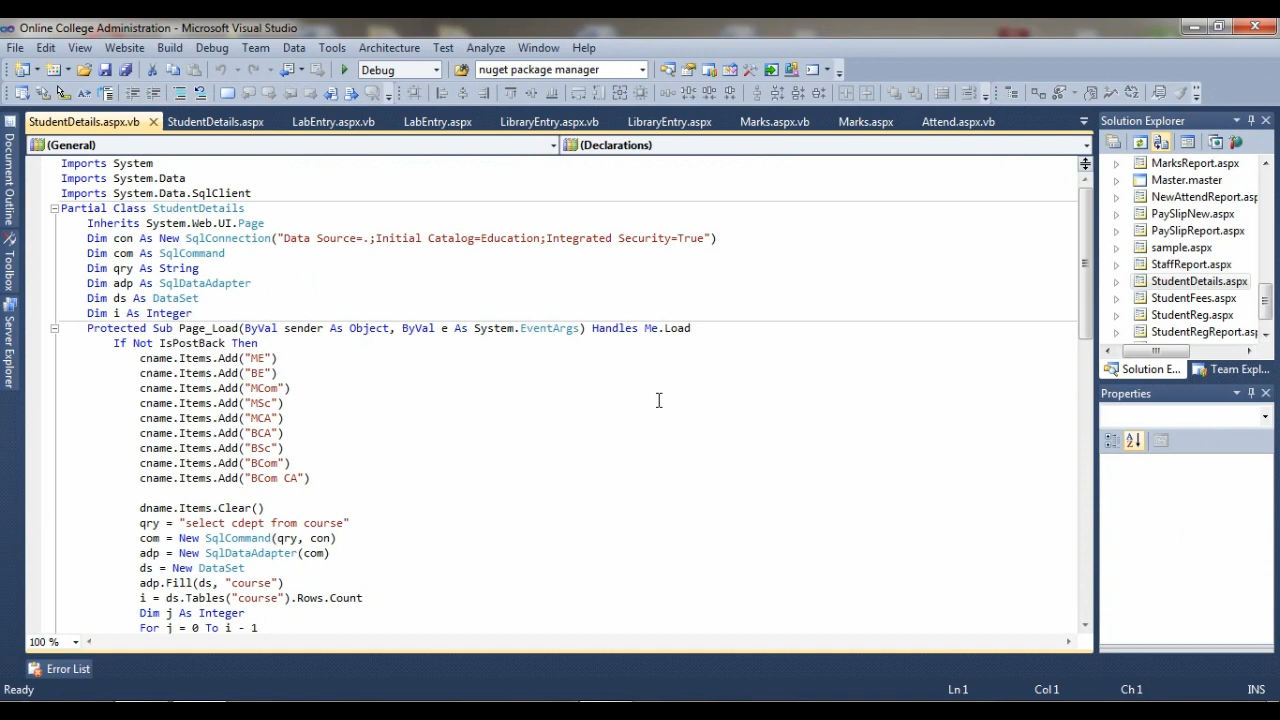 Online College Administration - Microsoft Visual Studio
File Edit View Website Build Debug Team Data Tools Architecture Test Analyze Window Help
Debug nuget package manager
StudentDetails.aspx.vb StudentDetails.aspx LabEntry.aspx.vb LabEntry.aspx LibraryEntry.aspx.vb LibraryEntry.aspx Marks.aspx.vb Marks.aspx Attend.aspx.vb
(General) (Declarations)
Imports System
Imports System.Data
Imports System.Data.SqlClient
Partial Class StudentDetails
Inherits System.Web.UI.Page
Dim con As New SqlConnection("Data Source=.;Initial Catalog=Education;Integrated Security=True")
Dim com As SqlCommand
Dim qry As String
Dim adp As SqlDataAdapter
Dim ds As DataSet
Dim i As Integer
Protected Sub Page_Load(ByVal sender As Object, ByVal e As System.EventArgs) Handles Me.Load
If Not IsPostBack Then
cname.Items.Add("ME")
cname.Items.Add("BE")
cname.Items.Add("MCom")
cname.Items.Add("MSc")
cname.Items.Add("MCA")
cname.Items.Add("BCA")
cname.Items.Add("BSc")
cname.Items.Add("BCom")
cname.Items.Add("BCom CA")
dname.Items.Clear()
qry = "select cdept from course"
com = New SqlCommand(qry, con)
adp = New SqlDataAdapter(com)
ds = New DataSet
adp.Fill(ds, "course")
i = ds.Tables("course").Rows.Count
Dim j As Integer
For j = 0 To i - 1
100 %
Document Outline
Toolbox
Server Explorer
Solution Explorer
MarksReport.aspx
Master.master
NewAttendReport.asp
PaySlipNew.aspx
PaySlipReport.aspx
sample.aspx
StaffReport.aspx
StudentDetails.aspx
StudentFees.aspx
StudentReg.aspx
StudentRegReport.asp
Solution E... Team Expl...
Properties
Error List
Ready Ln 1 Col 1 Ch 1 INS